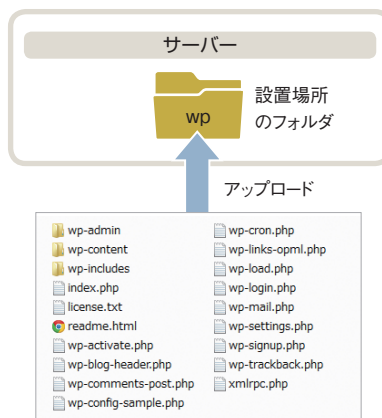 サーバー
wp
設置場所
のフォルダ
アップロード
wp-admin
wp-content
wp-includes
index.php
license.txt
readme.html
wp-activate.php
wp-blog-header.php
wp-comments-post.php
wp-config-sample.php
wp-cron.php
wp-links-opml.php
wp-load.php
wp-login.php
wp-mail.php
wp-settings.php
wp-signup.php
wp-trackback.php
xmlrpc.php